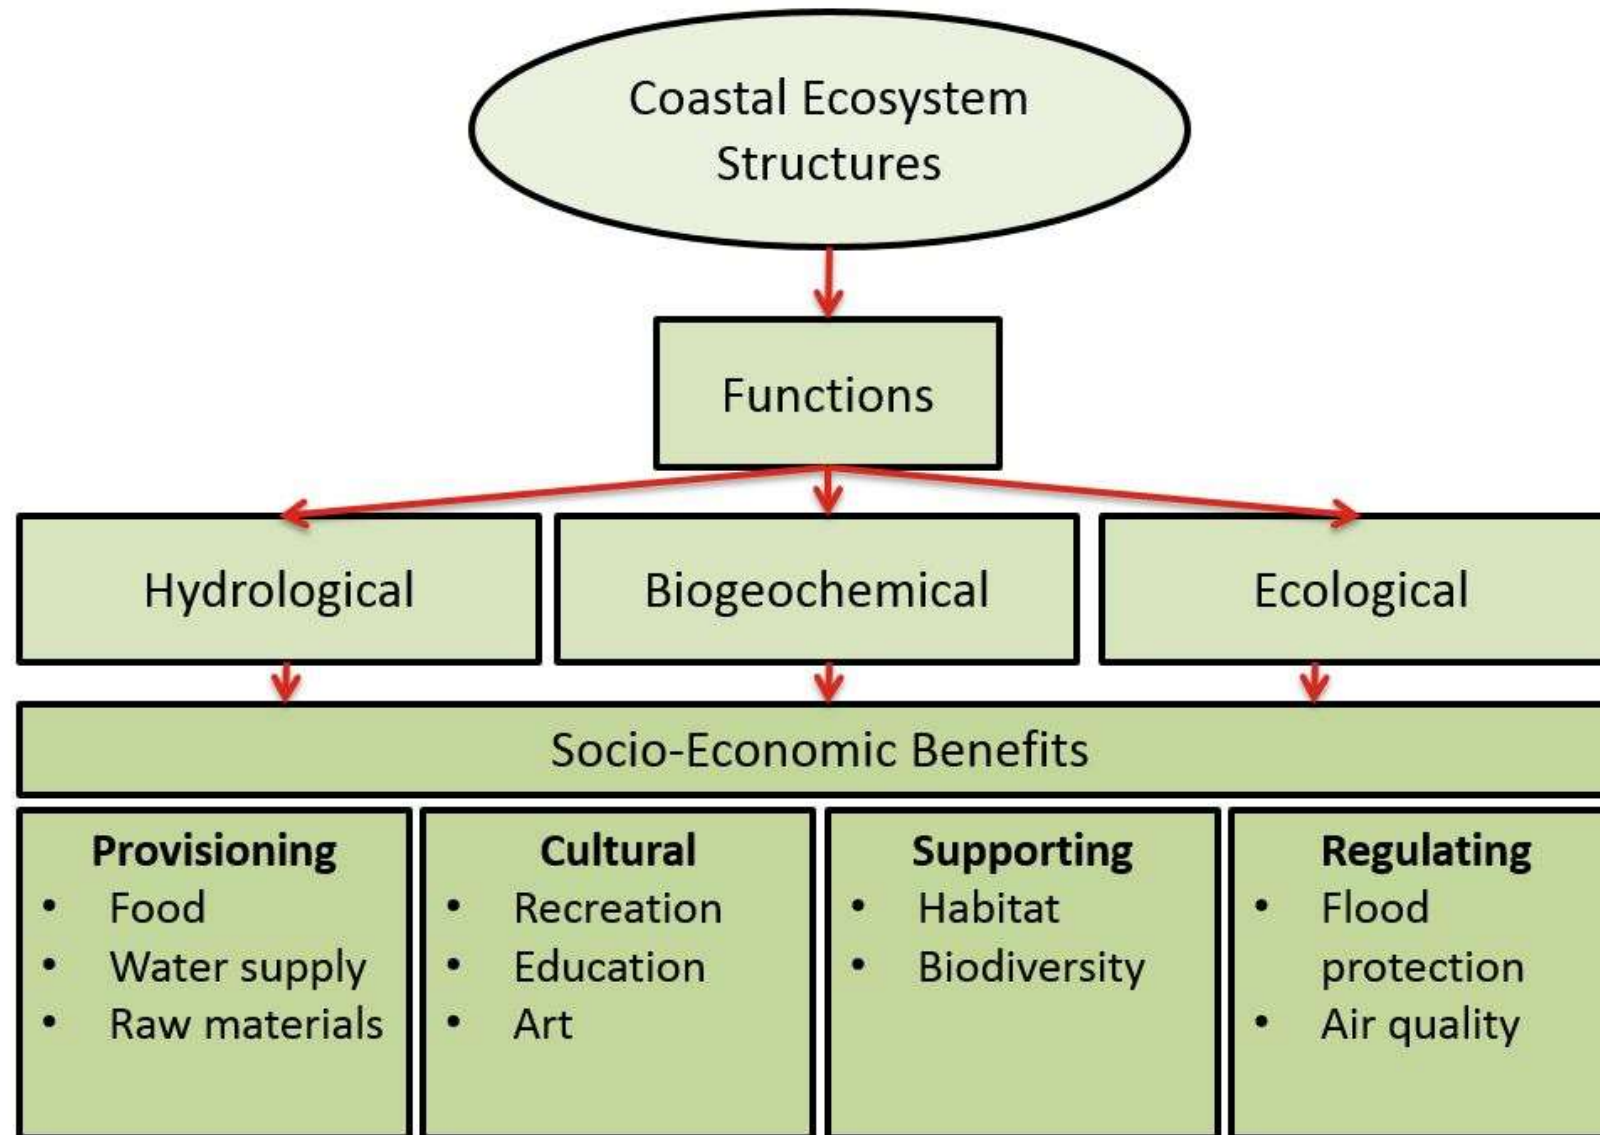 Coastal Ecosystem
Structures
Functions
Hydrological
Biogeochemical
Ecological
Socio-Economic Benefits
Provisioning
• Food
• Water supply
• Raw materials
Cultural
• Recreation
• Education
• Art
Supporting
• Habitat
• Biodiversity
Regulating
• Flood
protection
• Air quality